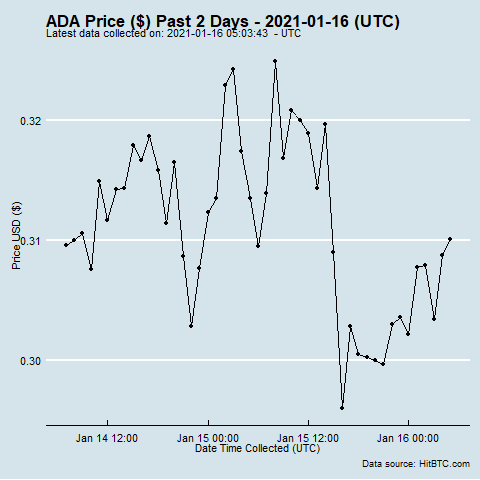 ADA Price ($) Past 2 Days - 2021-01-16 (UTC)
Latest data collected on: 2021-01-16 05:03:43  - UTC
0.32
0.31
0.30
Price USD ($)
Jan 14 12:00
Jan 15 00:00
Jan 15 12:00
Jan 16 00:00
Date Time Collected (UTC)
Data source: HitBTC.com